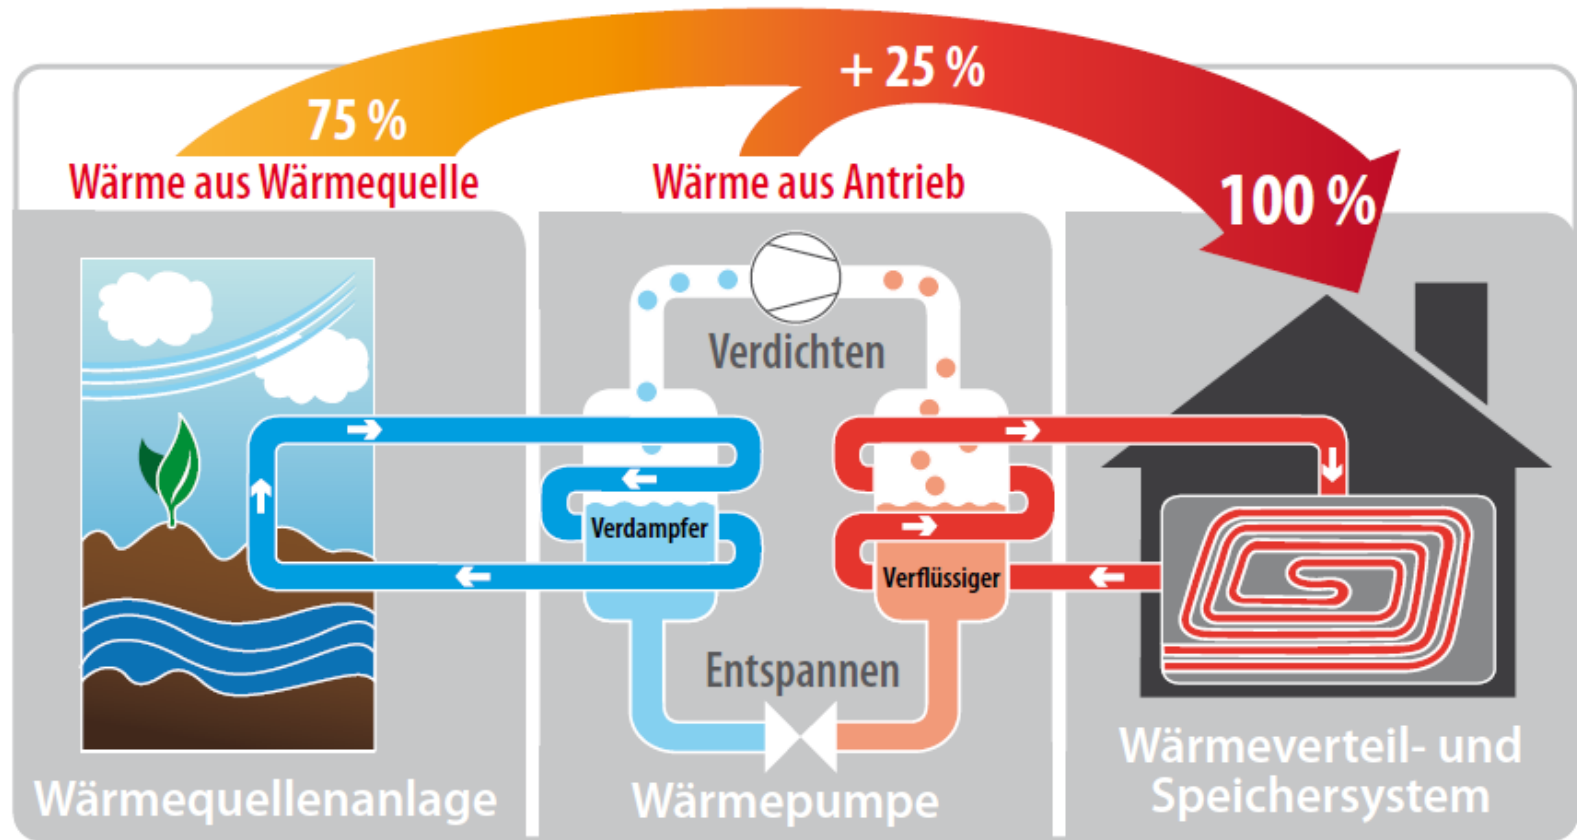 75 %
+ 25 %
Wärme aus Wärmequelle
Wärme aus Antrieb
100 %
Verdichten
Verdampfer
Verflüssiger
Entspannen
Wärmequellenanlage
Wärmepumpe
Wärmeverteil- und
Speichersystem